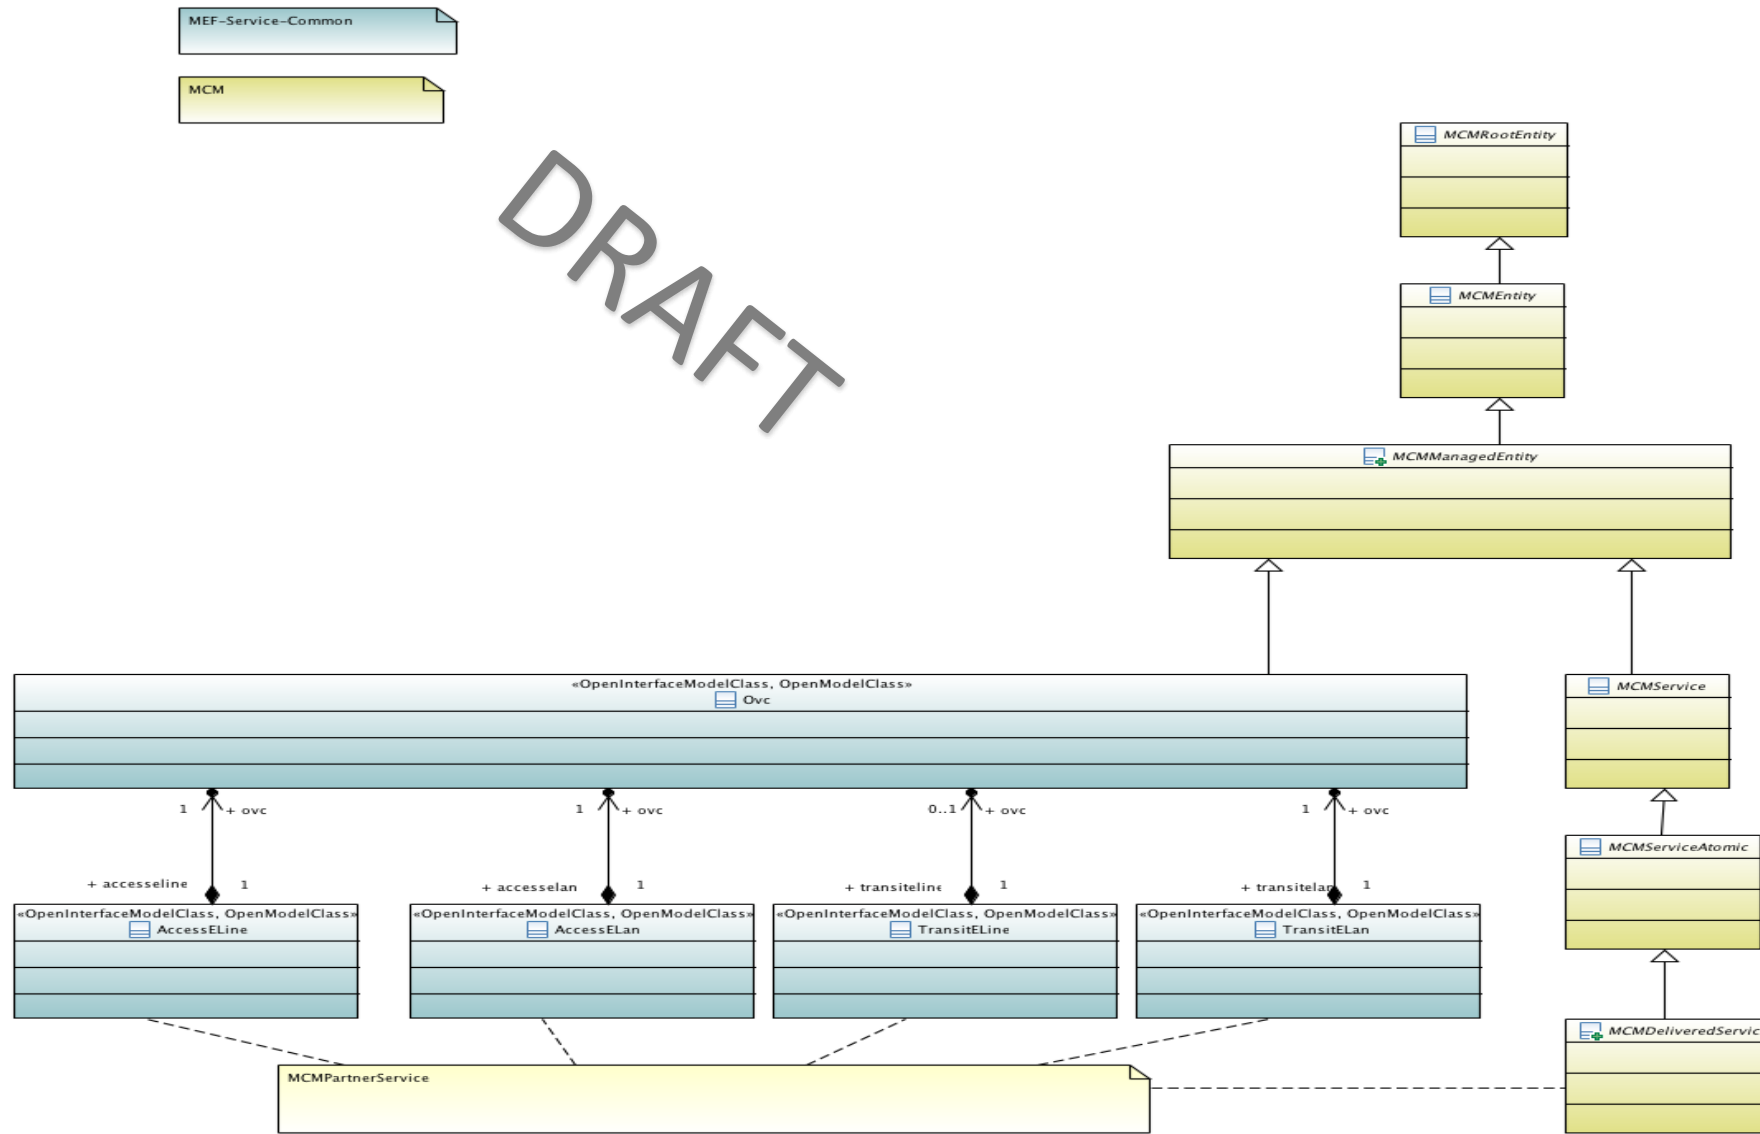 MEF-Service-Common
MCM
DRAFT
MCMRootEntity
MCMEntity
MCMManagedEntity
«OpenInterfaceModelClass, OpenModelClass»
Ovc
MCMService
1 + ovc
1 + ovc
0..1 + ovc
1 + ovc
MCMServiceAtomic
+ accesseline 1
+ accesselan 1
+ transiteline 1
+ transitelan 1
«OpenInterfaceModelClass, OpenModelClass»
AccessELine
«OpenInterfaceModelClass, OpenModelClass»
AccessELan
«OpenInterfaceModelClass, OpenModelClass»
TransitELine
«OpenInterfaceModelClass, OpenModelClass»
TransitELan
MCMDeliveredServic
MCMPartnerService